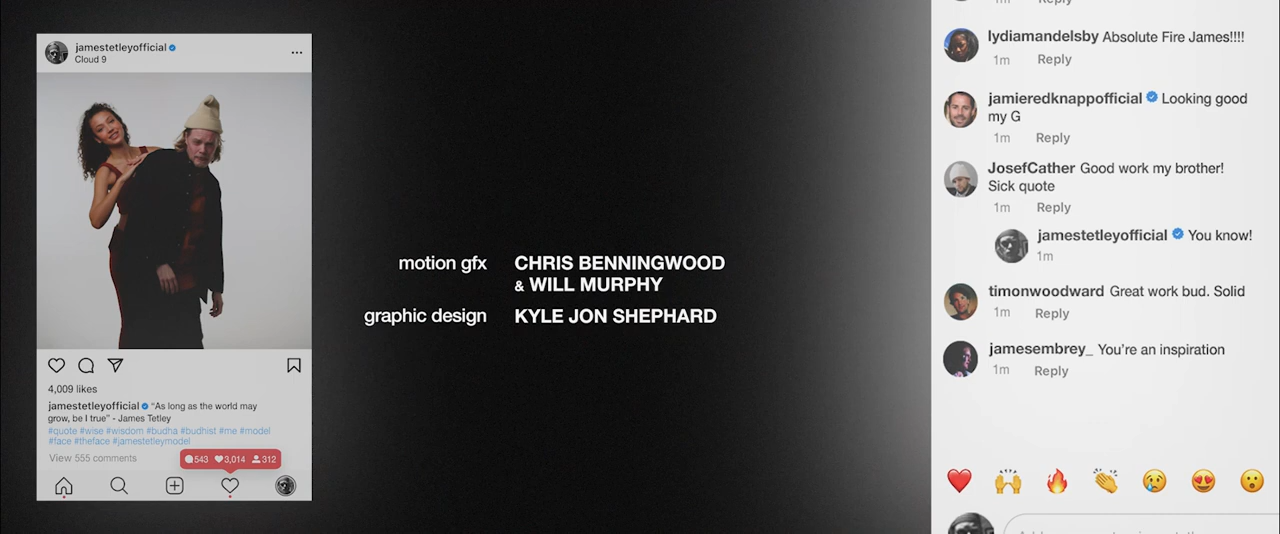 jamestetleyofficial
Cloud 9
4,009 likes
jamestetleyofficial "As long as the world may
grow, be I true" - James Tetley
#quote #wise #wisdom #budha #budhist #me #model
#face #theface #jamestetleymodel
View 555 comments
543 3,014 312
motion gfx CHRIS BENNINGWOOD
& WILL MURPHY
graphic design KYLE JON SHEPHARD
1m Reply
lydiamandelsby Absolute Fire James!!!!
1m Reply
jamieredknappofficial Looking good
my G
1m Reply
JosefCather Good work my brother!
Sick quote
1m Reply
jamestetleyofficial You know!
1m
timonwoodward Great work bud. Solid
1m Reply
jamesembrey_ You're an inspiration
1m Reply